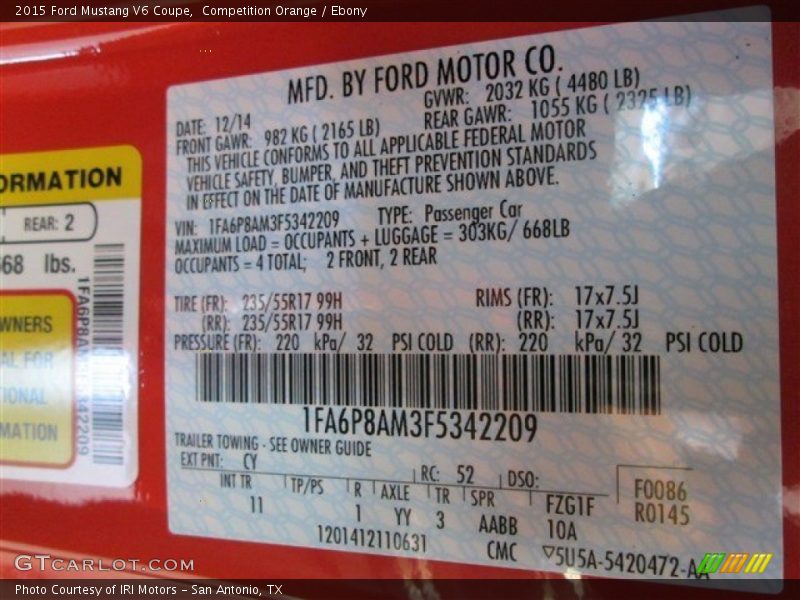 2015 Ford Mustang V6 Coupe,  Competition Orange / Ebony
MFD. BY FORD MOTOR CO.
DATE: 12/14
GVWR: 2032 KG ( 4480 LB)
FRONT GAWR: 982 KG ( 2165 LB)
REAR GAWR: 1055 KG ( 2325 LB)
THIS VEHICLE CONFORMS TO ALL APPLICABLE FEDERAL MOTOR
VEHICLE SAFETY, BUMPER, AND THEFT PREVENTION STANDARDS
IN EFFECT ON THE DATE OF MANUFACTURE SHOWN ABOVE.
VIN: 1FA6P8AM3F5342209 TYPE: Passenger Car
MAXIMUM LOAD = OCCUPANTS + LUGGAGE = 303KG/ 668LB
OCCUPANTS = 4 TOTAL; 2 FRONT, 2 REAR
TIRE (FR): 235/55R17 99H RIMS (FR): 17x7.5J
(RR): 235/55R17 99H (RR): 17x7.5J
PRESSURE (FR): 220 kPa/ 32 PSI COLD (RR): 220 kPa/ 32 PSI COLD
1FA6P8AM3F5342209
TRAILER TOWING - SEE OWNER GUIDE
EXT PNT: CY RC: 52 DSO:
INT TR TP/PS R AXLE TR SPR FZG1F
11 1 YY 3 AABB 10A
1201412110631 CMC ▽5U5A-5420472-AA
F0086
R0145
ORMATION
REAR: 2
668 lbs.
1FA6P8AM3F5342209
WNERS
AL FOR
TIONAL
MATION
GTCARLOT.COM
Photo Courtesy of IRI Motors – San Antonio, TX